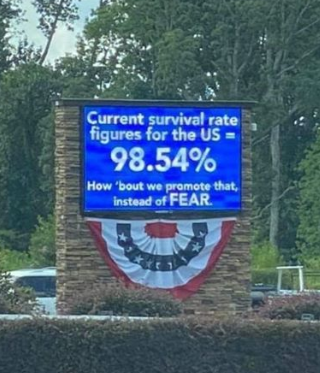 Current survival rate
figures for the US =
98.54%
How 'bout we promote that,
instead of FEAR.